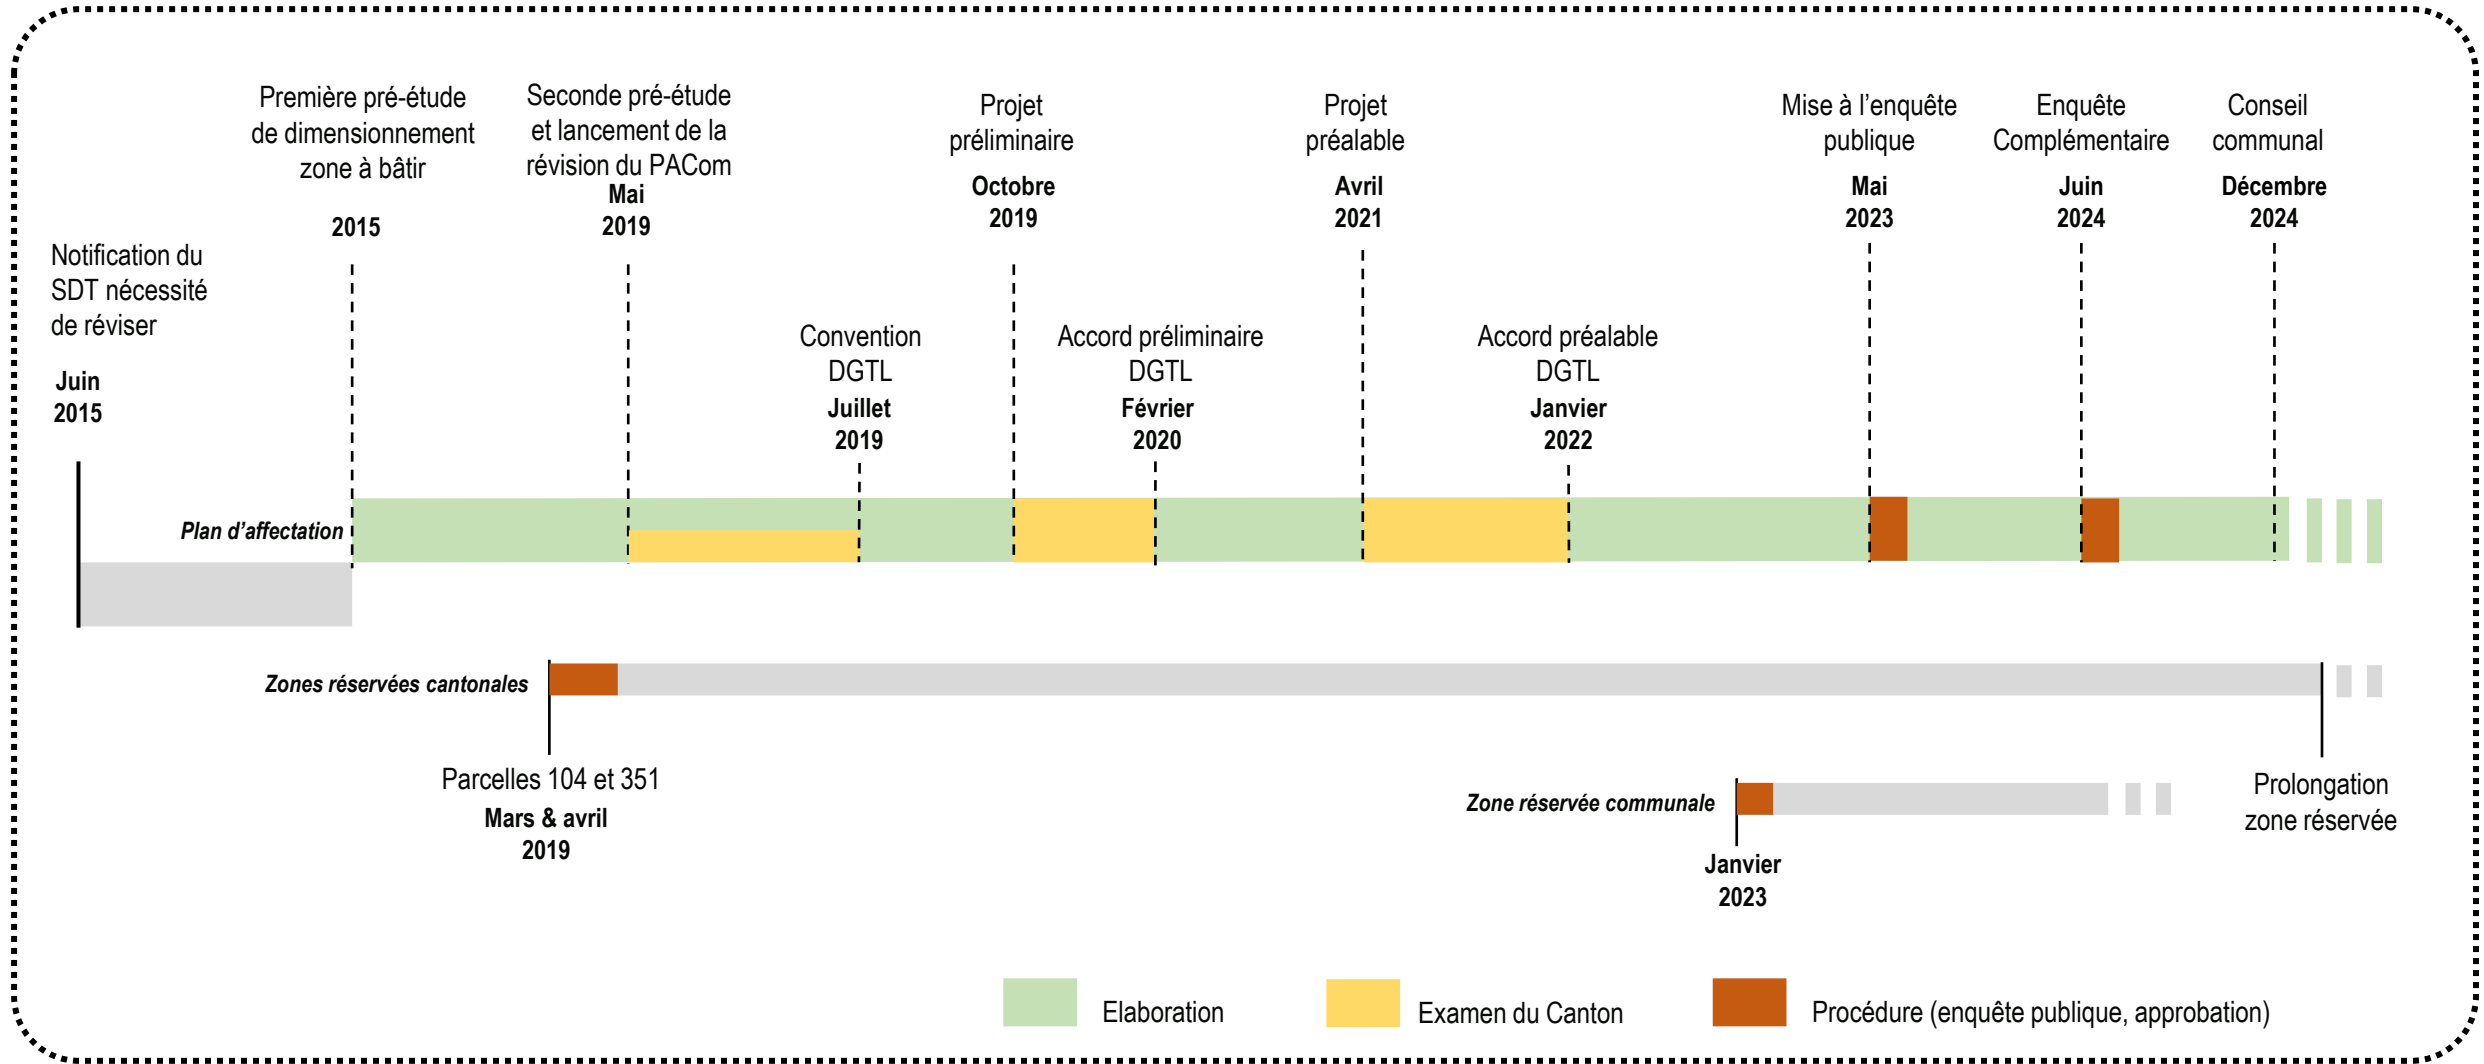 Notification du
SDT nécessité
de réviser
Juin
2015
Première pré-étude
de dimensionnement
zone à bâtir
2015
Seconde pré-étude
et lancement de la
révision du PACom
Mai
2019
Convention
DGTL
Juillet
2019
Projet
préliminaire
Octobre
2019
Accord préliminaire
DGTL
Février
2020
Projet
préalable
Avril
2021
Accord préalable
DGTL
Janvier
2022
Mise à l’enquête
publique
Mai
2023
Enquête
Complémentaire
Juin
2024
Conseil
communal
Décembre
2024
Plan d’affectation
Zones réservées cantonales
Parcelles 104 et 351
Mars & avril
2019
Zone réservée communale
Janvier
2023
Prolongation
zone réservée
Elaboration
Examen du Canton
Procédure (enquête publique, approbation)